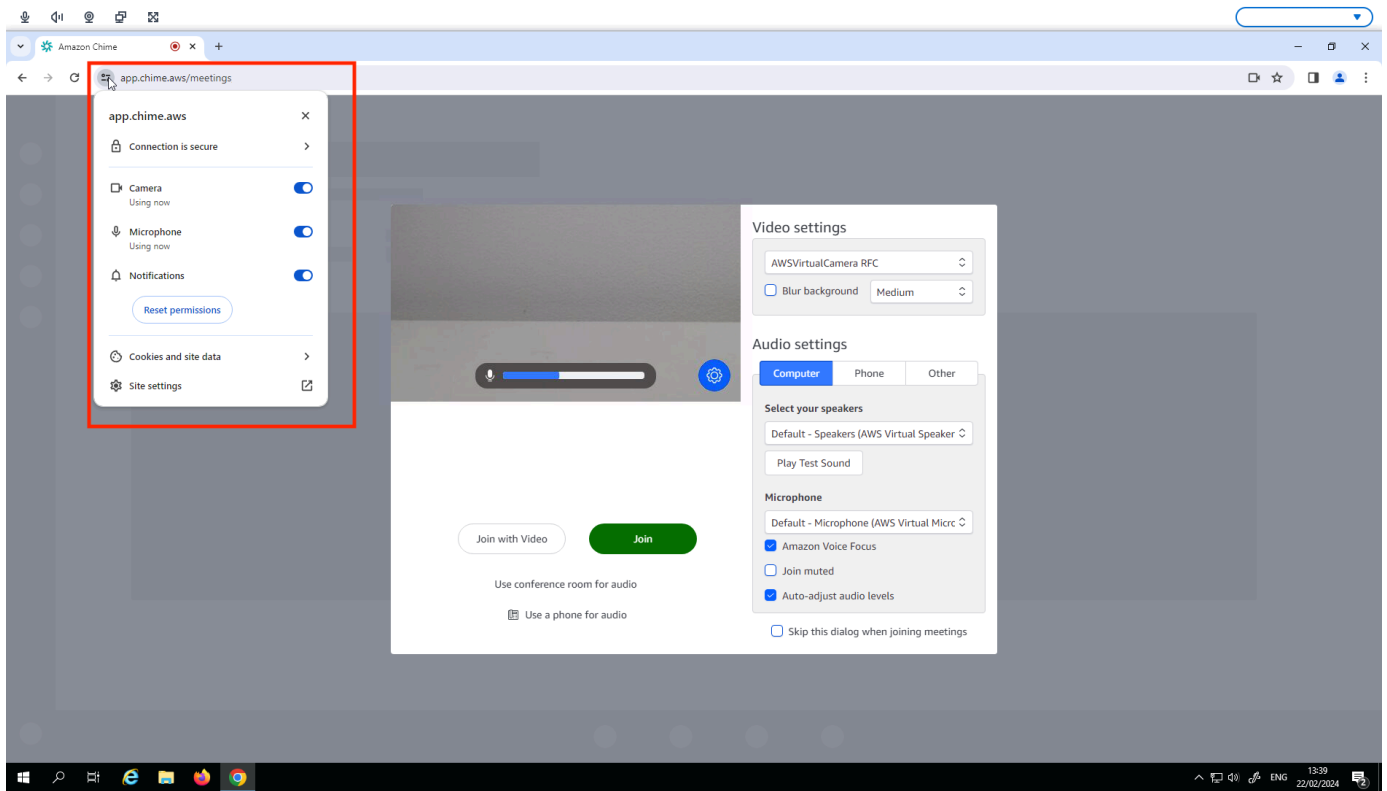 Amazon Chime
app.chime.aws/meetings
app.chime.aws
Connection is secure
Camera
Using now
Microphone
Using now
Notifications
Reset permissions
Cookies and site data
Site settings
Join with Video
Join
Use conference room for audio
Use a phone for audio
Video settings
AWSVirtualCamera RFC
Blur background
Medium
Audio settings
Computer
Phone
Other
Select your speakers
Default - Speakers (AWS Virtual Speaker
Play Test Sound
Microphone
Default - Microphone (AWS Virtual Micrc
Amazon Voice Focus
Join muted
Auto-adjust audio levels
Skip this dialog when joining meetings
ENG
13:39
22/02/2024
2